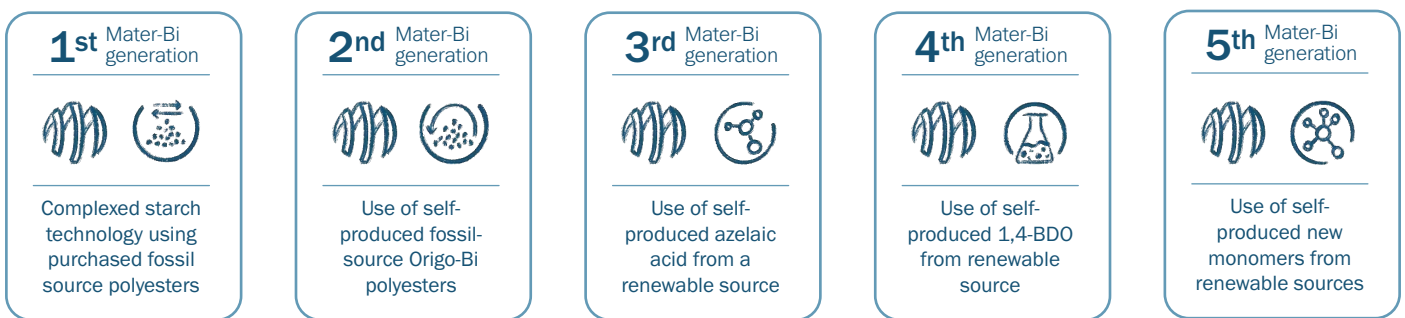 1st Mater-Bi
generation
Complexed starch
technology using
purchased fossil
source polyesters
2nd Mater-Bi
generation
Use of self-
produced fossil-
source Origo-Bi
polyesters
3rd Mater-Bi
generation
Use of self-
produced azelaic
acid from a
renewable source
4th Mater-Bi
generation
Use of self-
produced 1,4-BDO
from renewable
source
5th Mater-Bi
generation
Use of self-
produced new
monomers from
renewable sources